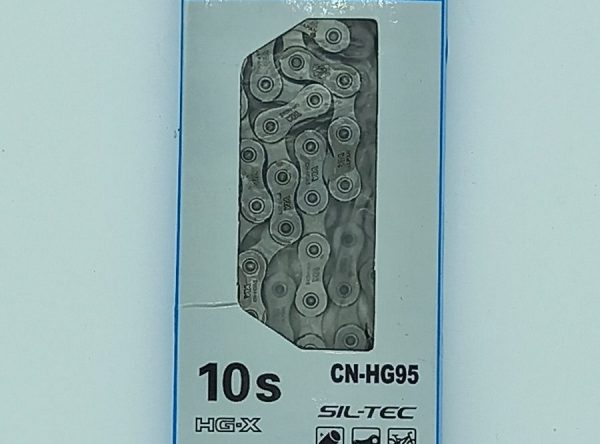 10s CN-HG95
HG-X SIL-TEC